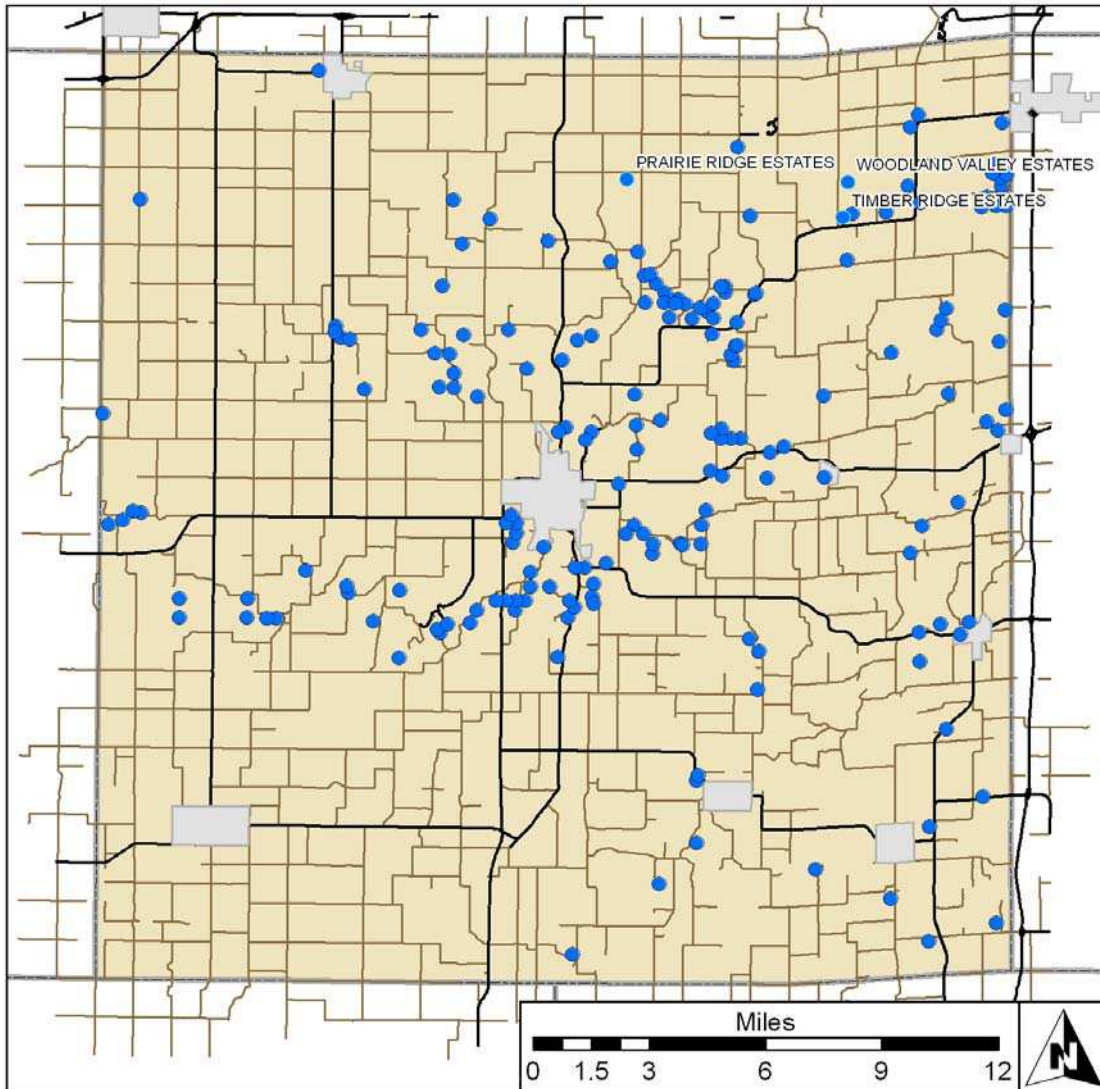 PRAIRIE RIDGE ESTATES
WOODLAND VALLEY ESTATES
TIMBER RIDGE ESTATES
Miles
0 1.5 3 6 9 12
N